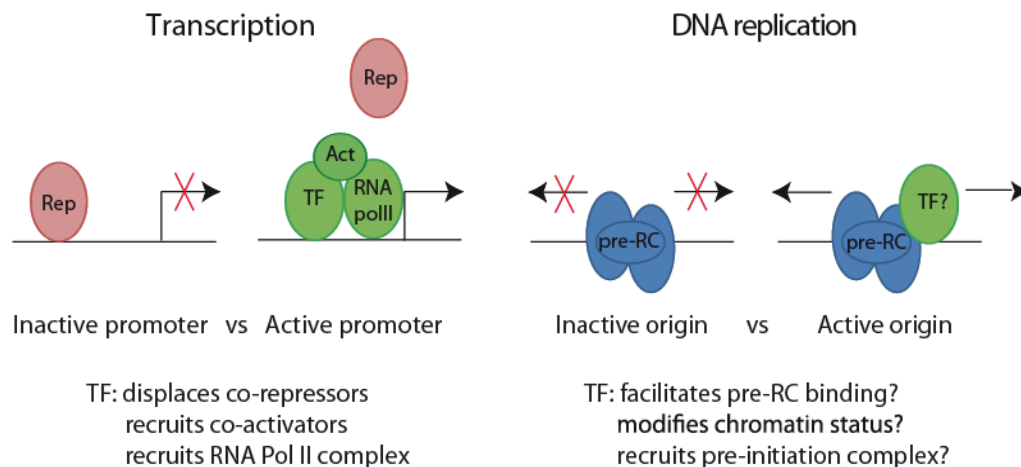 Transcription
DNA replication
Rep
Rep
Act
TF
RNA
polII
pre-RC
pre-RC
TF?
Inactive promoter vs Active promoter
Inactive origin vs Active origin
TF: displaces co-repressors
recruits co-activators
recruits RNA Pol II complex
TF: facilitates pre-RC binding?
modifies chromatin status?
recruits pre-initiation complex?